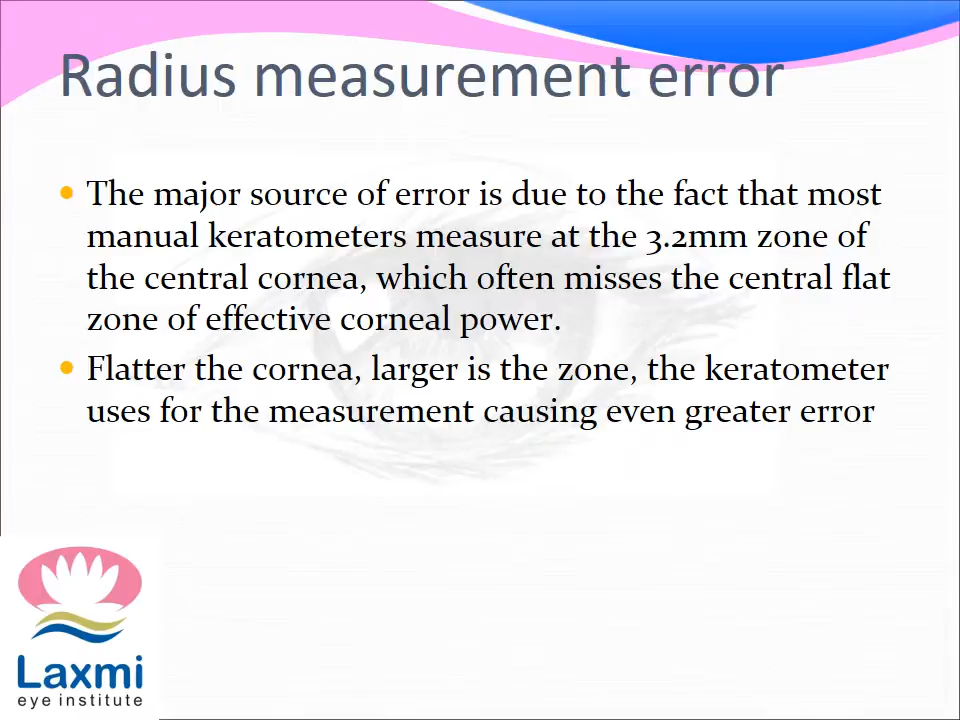 Radius measurement error
• The major source of error is due to the fact that most
manual keratometers measure at the 3.2mm zone of
the central cornea, which often misses the central flat
zone of effective corneal power.
• Flatter the cornea, larger is the zone, the keratometer
uses for the measurement causing even greater error
Laxmi
eye institute